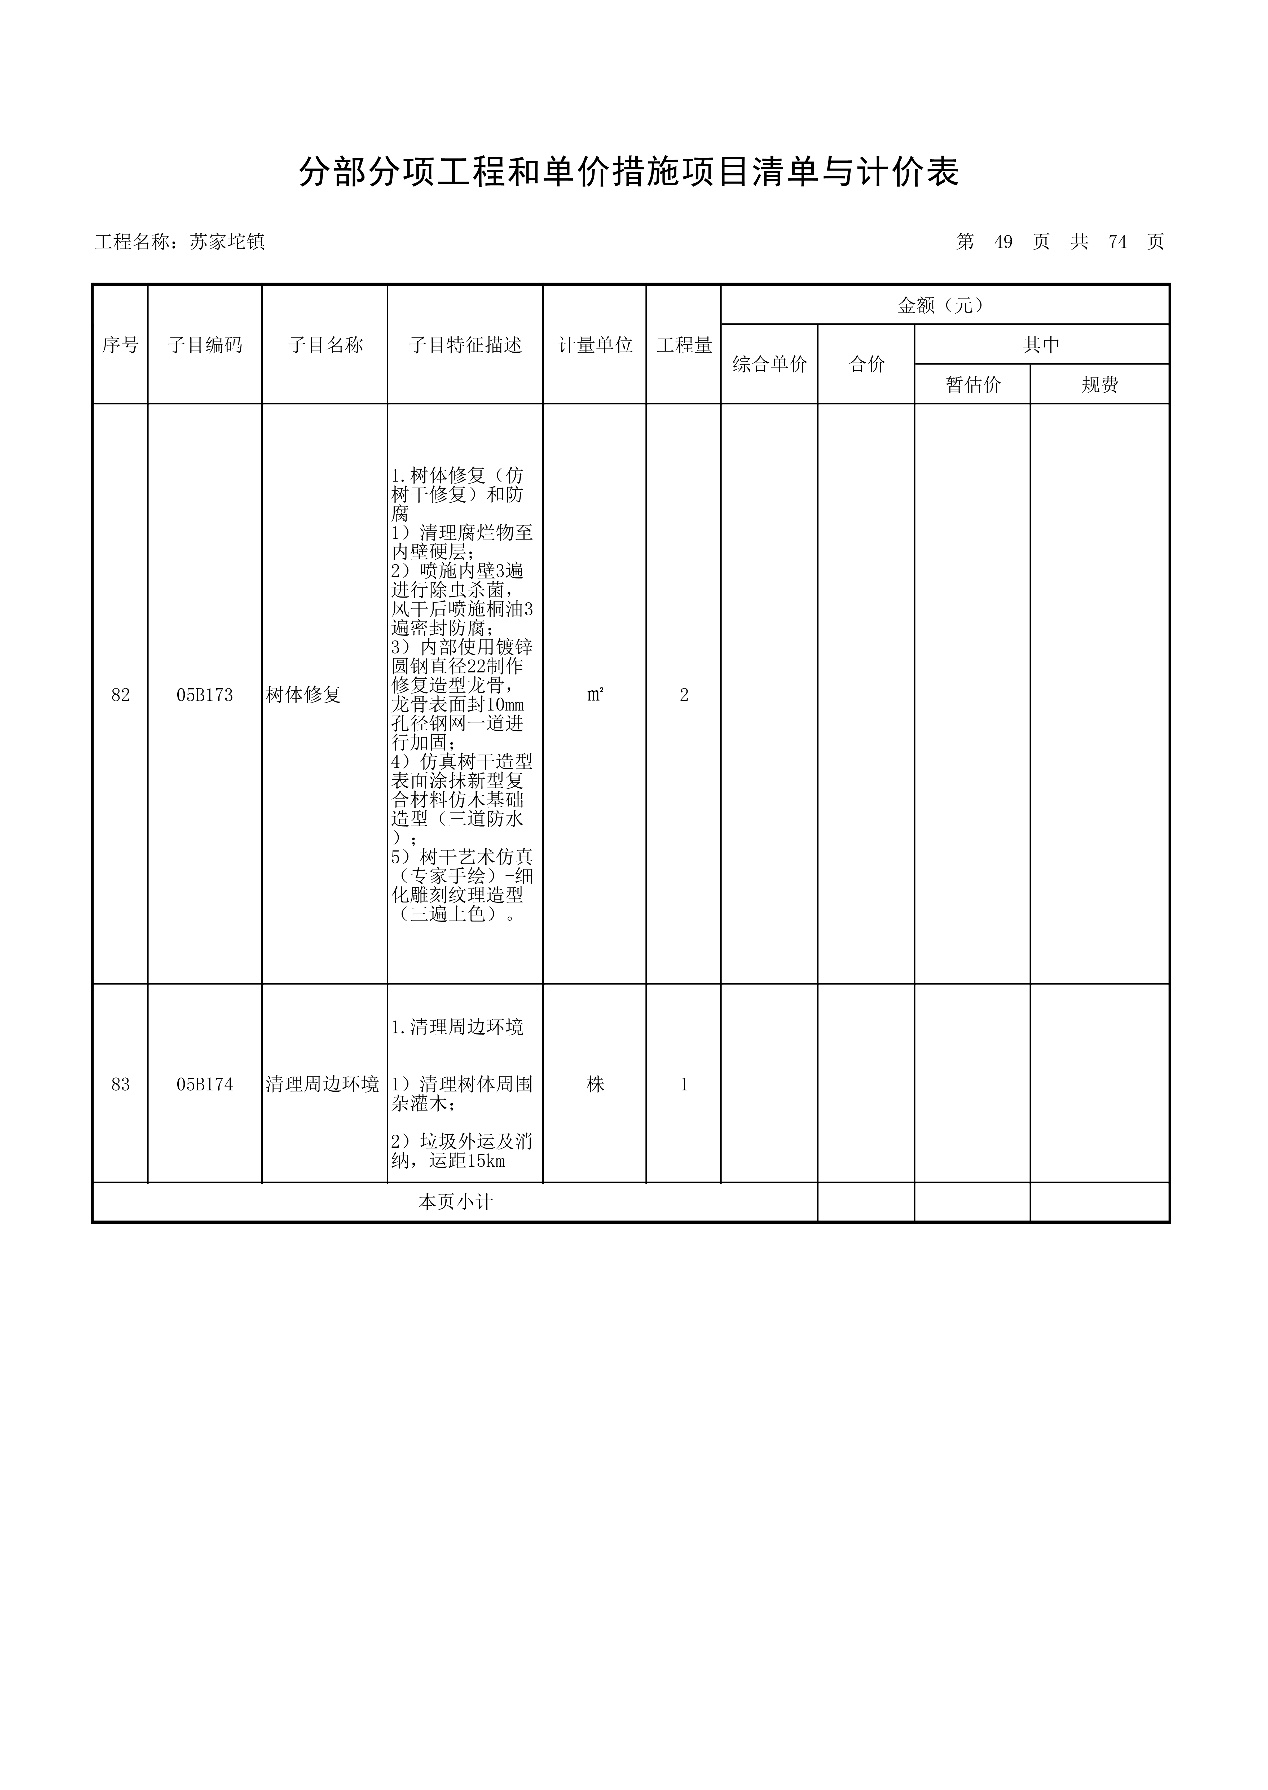 分部分项工程和单价措施项目清单与计价表
工程名称：苏家坨镇
第 49 页 共 74 页
序号 子目编码 子目名称 子目特征描述 计量单位 工程量 金额（元）
综合单价 合价 其中
暂估价 规费
82 05B173 树体修复 m² 2
1.树体修复（仿
树干修复）和防
腐
1）清理腐烂物至
内壁硬层；
2）喷施内壁3遍
进行除虫杀菌，
风干后喷施桐油3
遍密封防腐；
3）内部使用镀锌
圆钢直径22制作
修复造型龙骨，
龙骨表面封10mm
孔径钢网一道进
行加固；
4）仿真树干造型
表面涂抹新型复
合材料仿木基础
造型（三道防水
）；
5）树干艺术仿真
（专家手绘）-细
化雕刻纹理造型
（三遍上色）。
83 05B174 清理周边环境 株 1
1.清理周边环境
1）清理树体周围
杂灌木；
2）垃圾外运及消
纳，运距15km
本页小计